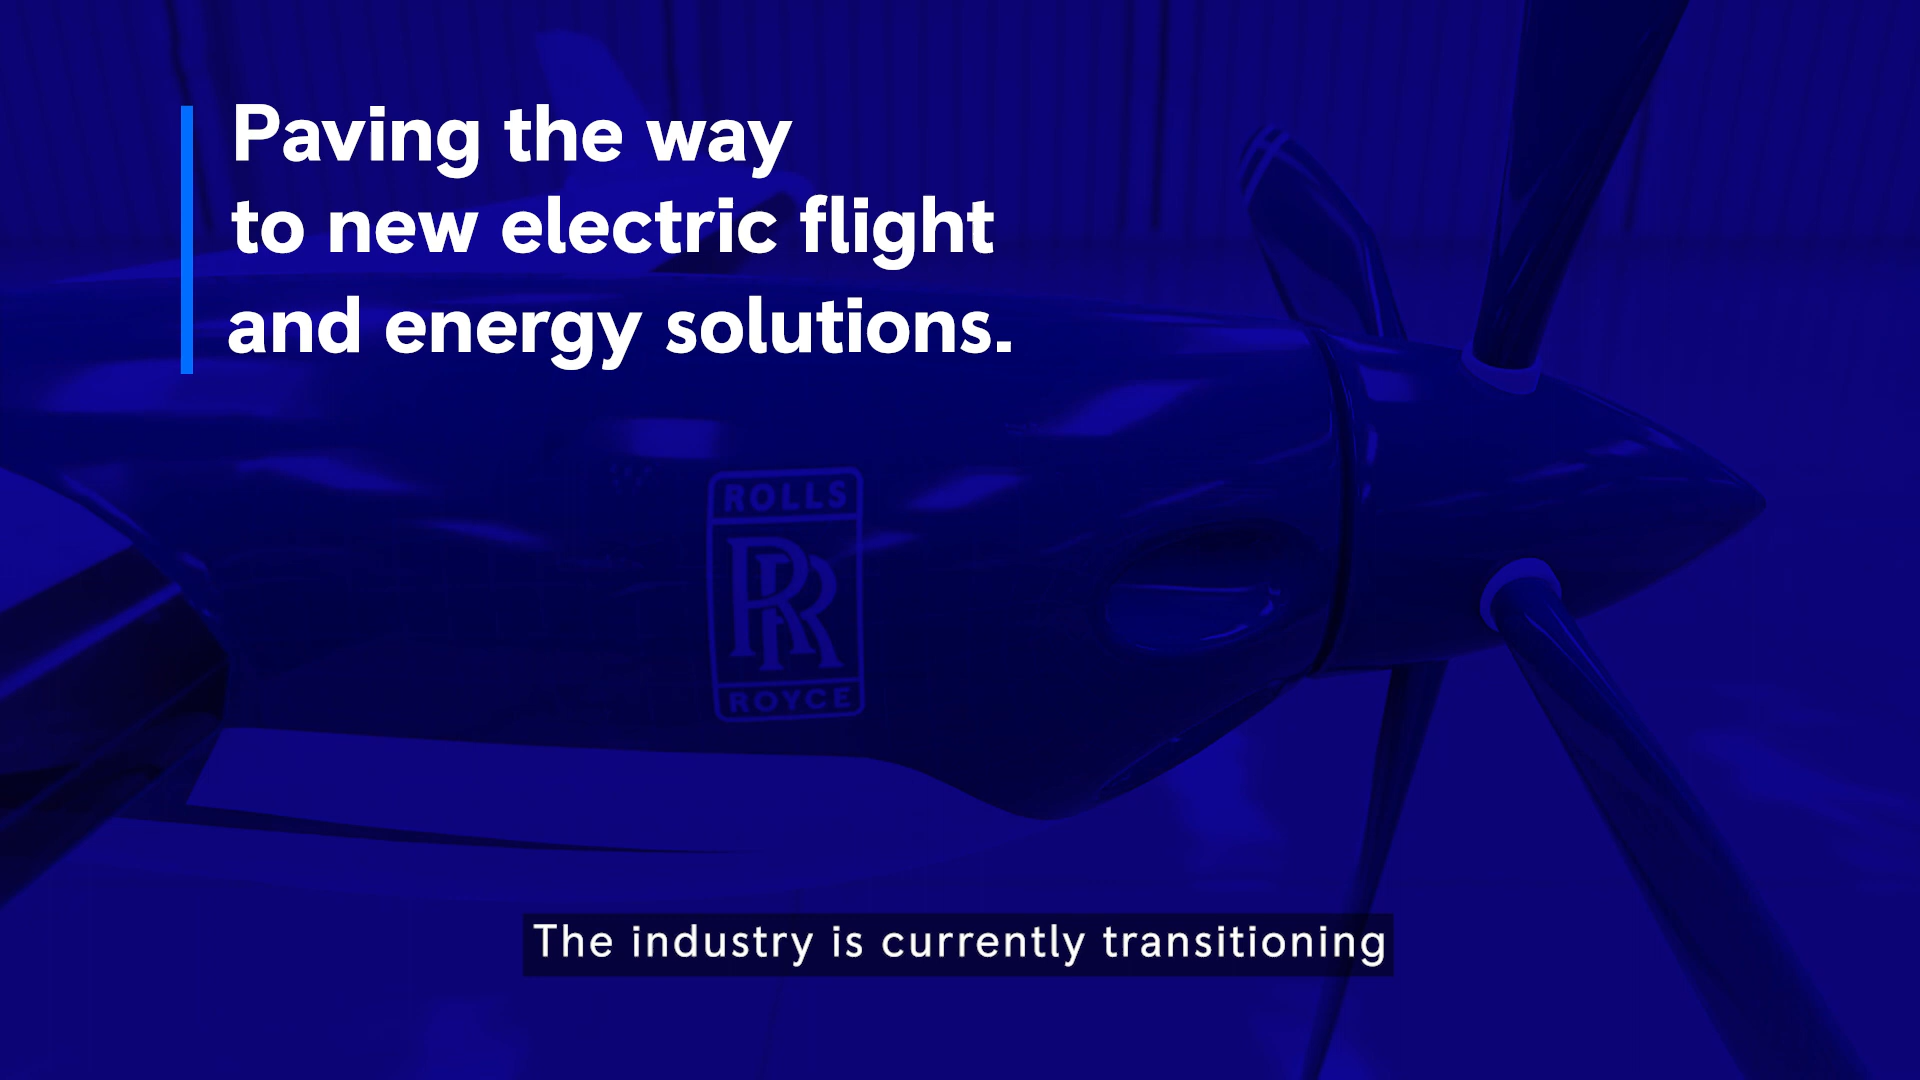 Paving the way
to new electric flight
and energy solutions.
ROLLS
RR
ROYCE
The industry is currently transitioning